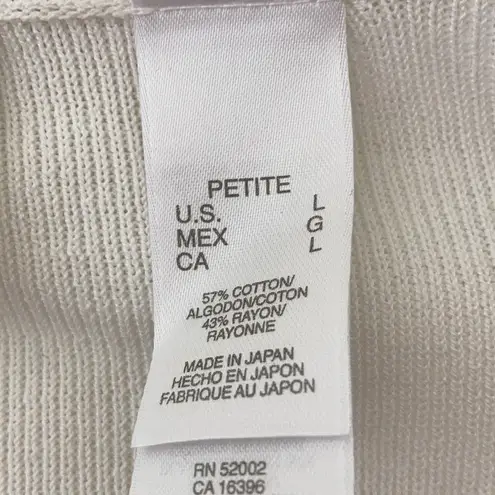 PETITE
U.S. L
MEX G
CA L
57% COTTON/
ALGODON/COTON
43% RAYON/
RAYONNE
MADE IN JAPAN
HECHO EN JAPON
FABRIQUE AU JAPON
RN 52002
CA 16396